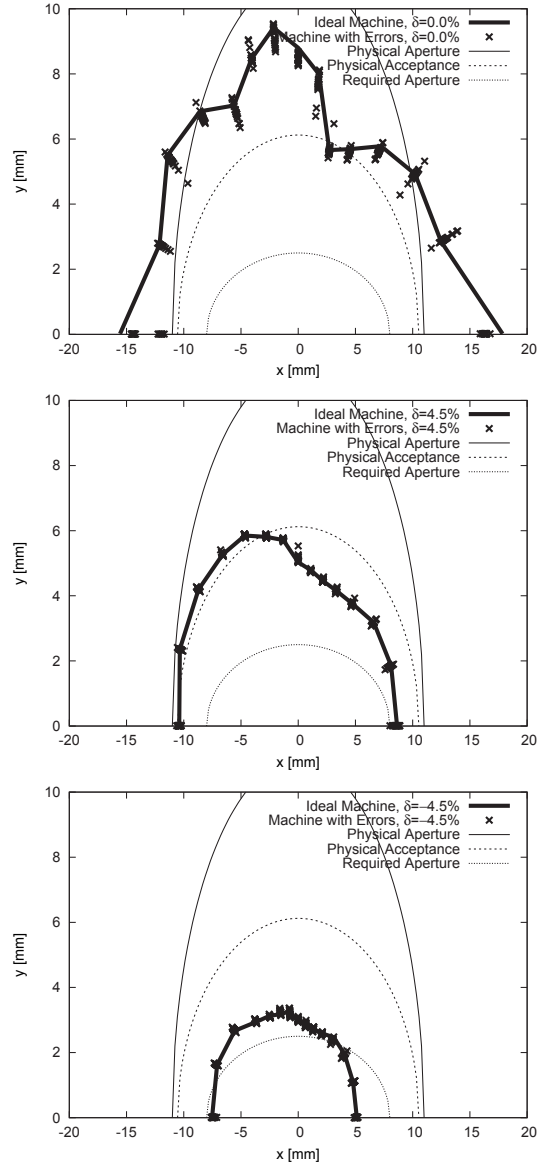 Ideal Machine, δ=0.0%
Machine with Errors, δ=0.0%
Physical Aperture
Physical Acceptance
Required Aperture
y [mm]
10
8
6
4
2
0
-20 -15 -10 -5 0 5 10 15 20
x [mm]
Ideal Machine, δ=4.5%
Machine with Errors, δ=4.5%
Physical Aperture
Physical Acceptance
Required Aperture
y [mm]
10
8
6
4
2
0
-20 -15 -10 -5 0 5 10 15 20
x [mm]
Ideal Machine, δ=−4.5%
Machine with Errors, δ=−4.5%
Physical Aperture
Physical Acceptance
Required Aperture
y [mm]
10
8
6
4
2
0
-20 -15 -10 -5 0 5 10 15 20
x [mm]